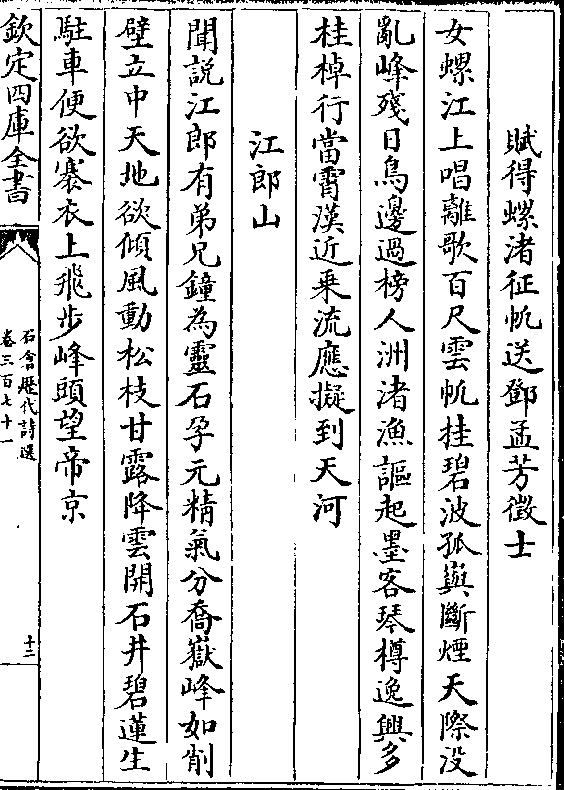 賦得螺渚征帆送鄧孟芳徵士
女螺江上唱離歌百尺雲帆挂碧波孤嶼斷煙天際没
亂峰殘日鳥邊過榜人洲渚漁謳起墨客琴樽逸興多
桂棹行當霄漢近乘流應擬到天河
江郎山
聞説江郎有弟兄鐘為靈石孕元精氣分喬嶽峰如削
壁立中天地欲傾風動松枝甘露降雲開石井碧蓮生
駐車便欲褰衣上飛步峰頭望帝京
欽定四庫全書
石倉歷代詩選
卷三百七十一
十二